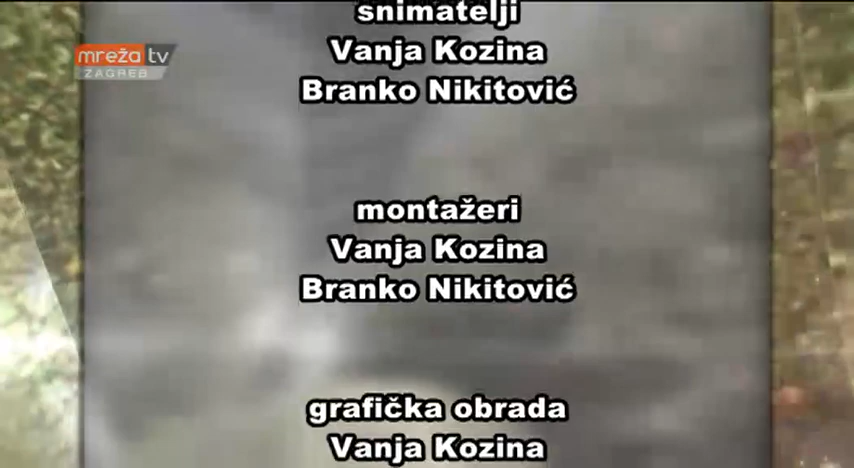 snimatelji
mreža tv
ZAGREB
Vanja Kozina
Branko Nikitović
montažeri
Vanja Kozina
Branko Nikitović
grafička obrada
Vanja Kozina